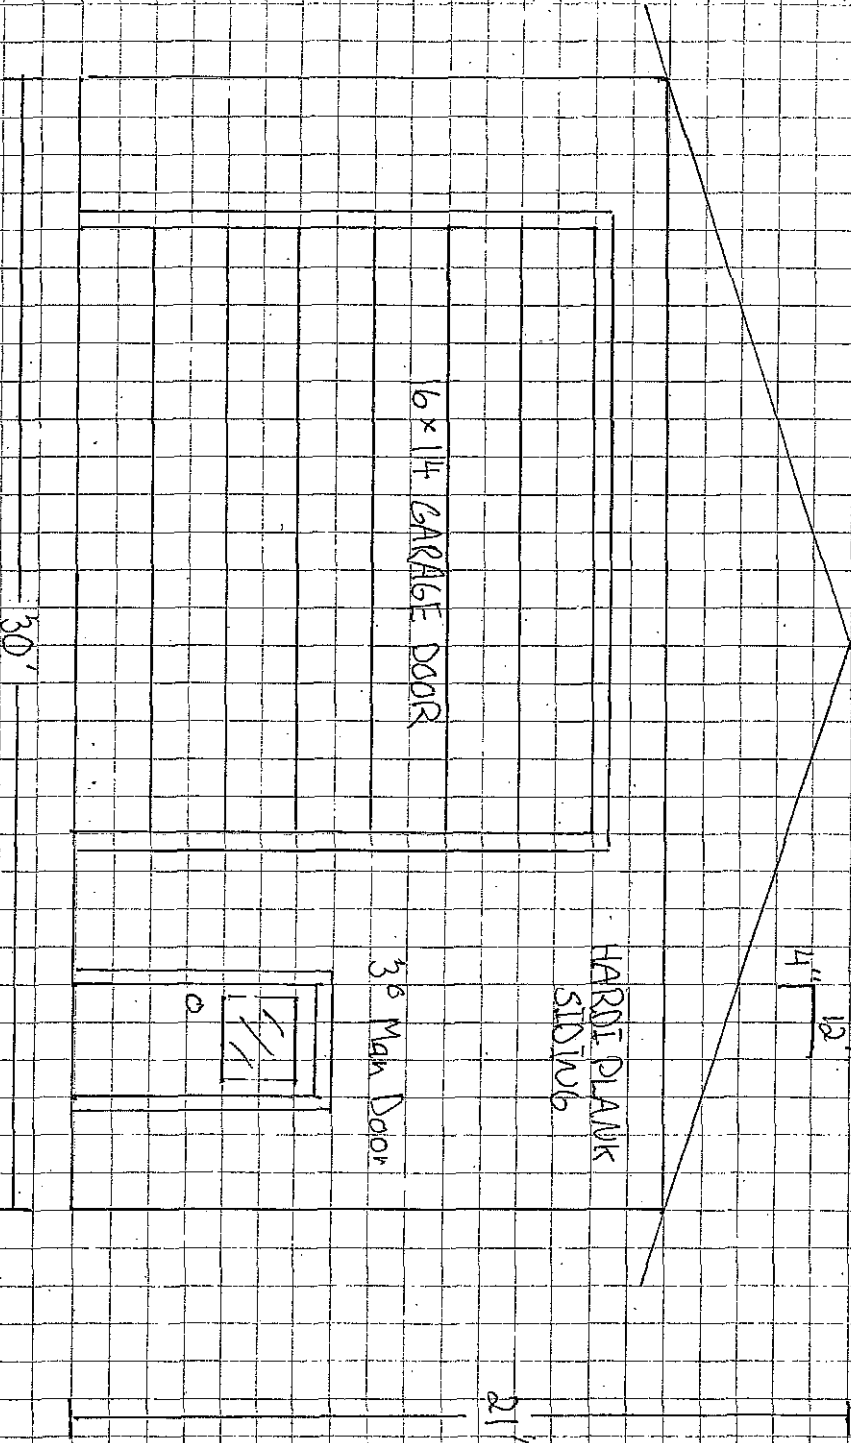 4" 12
HARDI PLANK
SIDING
16 x 14 GARAGE DOOR
3° Man Door
30'
21'